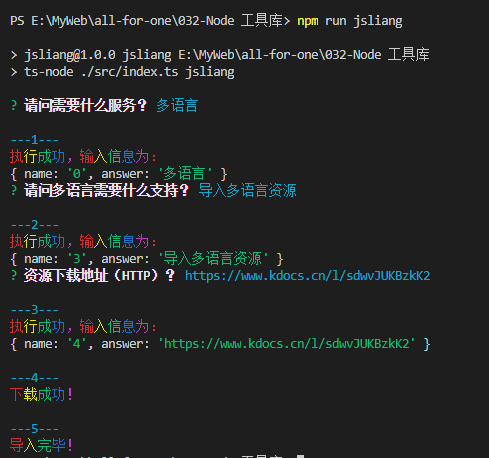 PS E:\MyWeb\all-for-one\032-Node 工具库> npm run jsliang
> jsliang@1.0.0 jsliang E:\MyWeb\all-for-one\032-Node 工具库
> ts-node ./src/index.ts jsliang
? 请问需要什么服务？ 多语言
---1---
执行成功，输入信息为：
{ name: '0', answer: '多语言' }
? 请问多语言需要什么支持？ 导入多语言资源
---2---
执行成功，输入信息为：
{ name: '3', answer: '导入多语言资源' }
? 资源下载地址（HTTP）？ https://www.kdocs.cn/l/sdwvJUKBzkK2
---3---
执行成功，输入信息为：
{ name: '4', answer: 'https://www.kdocs.cn/l/sdwvJUKBzkK2' }
---4---
下载成功！
---5---
导入完毕！